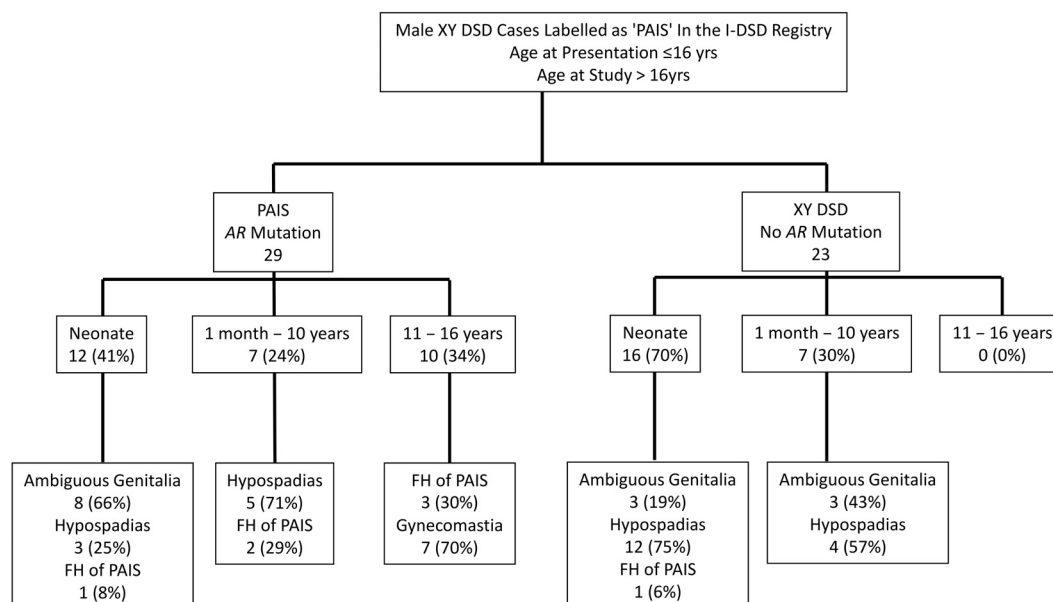 Male XY DSD Cases Labelled as 'PAIS' In the I-DSD Registry
Age at Presentation ≤16 yrs
Age at Study > 16yrs
PAIS
AR Mutation
29
XY DSD
No AR Mutation
23
Neonate
12 (41%)
1 month – 10 years
7 (24%)
11 – 16 years
10 (34%)
Neonate
16 (70%)
1 month – 10 years
7 (30%)
11 – 16 years
0 (0%)
Ambiguous Genitalia
8 (66%)
Hypospadias
3 (25%)
FH of PAIS
1 (8%)
Hypospadias
5 (71%)
FH of PAIS
2 (29%)
FH of PAIS
3 (30%)
Gynecomastia
7 (70%)
Ambiguous Genitalia
3 (19%)
Hypospadias
12 (75%)
FH of PAIS
1 (6%)
Ambiguous Genitalia
3 (43%)
Hypospadias
4 (57%)